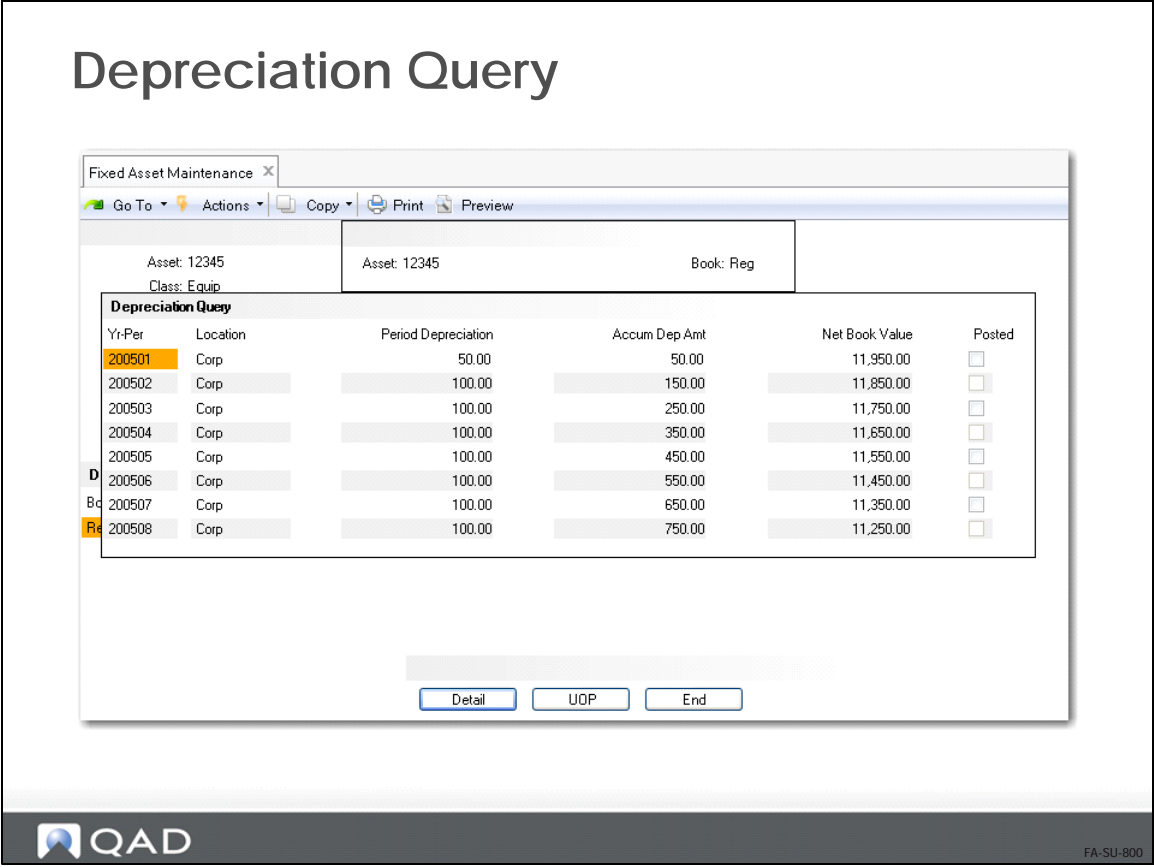 Depreciation Query
Fixed Asset Maintenance
Go To Actions Copy Print Preview
Asset: 12345
Class: Equip
Asset: 12345 Book: Reg
Depreciation Query
Yr-Per Location Period Depreciation Accum Dep Amt Net Book Value Posted
200501 Corp 50.00 50.00 11,950.00
200502 Corp 100.00 150.00 11,850.00
200503 Corp 100.00 250.00 11,750.00
200504 Corp 100.00 350.00 11,650.00
200505 Corp 100.00 450.00 11,550.00
D
200506 Corp 100.00 550.00 11,450.00
Bo
200507 Corp 100.00 650.00 11,350.00
Re
200508 Corp 100.00 750.00 11,250.00
Detail UOP End
QAD
FA-SU-800